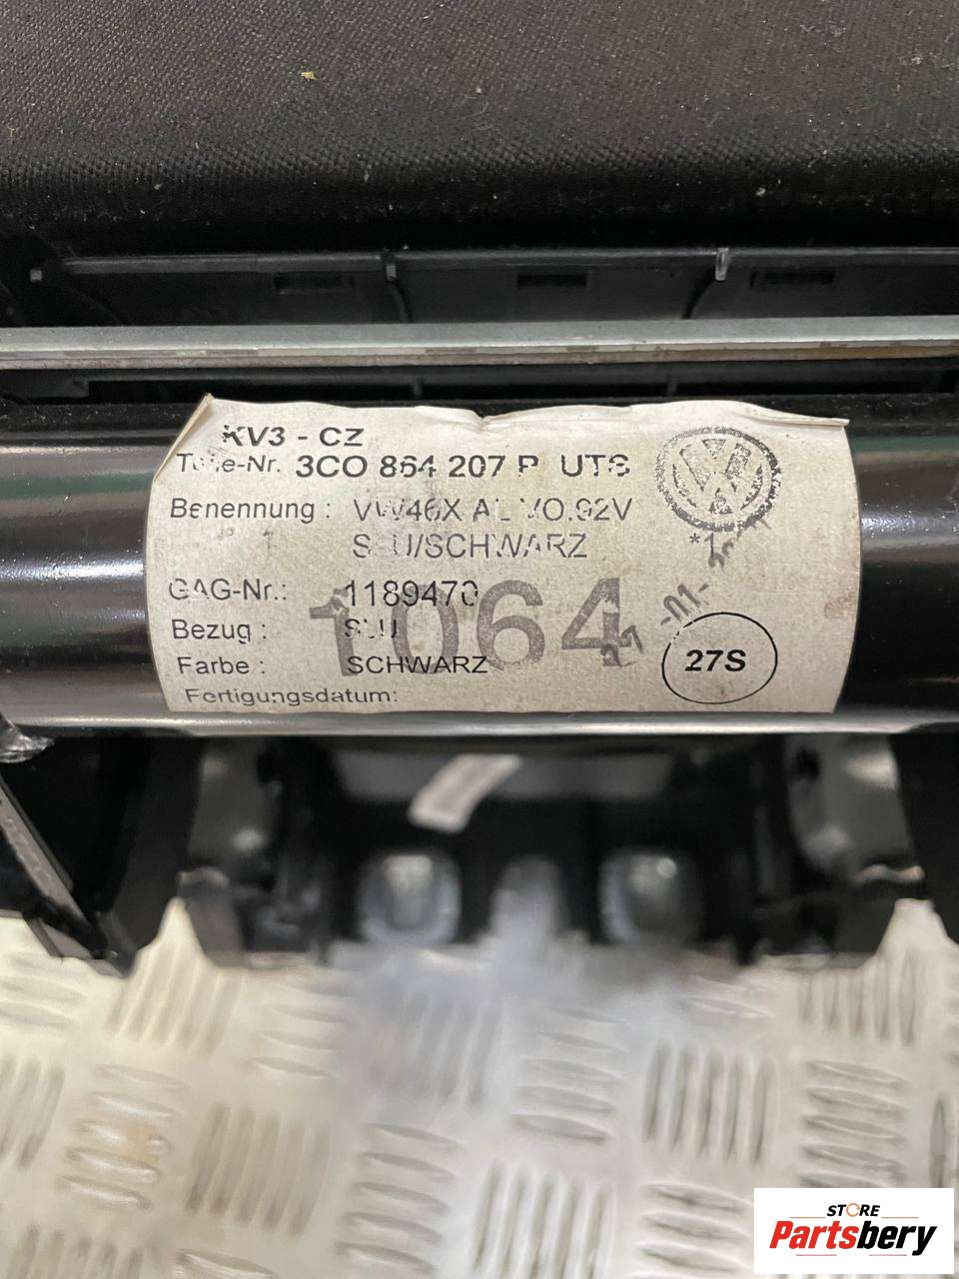 KV3 - CZ
3CO 864 207 UTS
Benennung :
/SCHWARZ
GAG-Nr.: 1189470
1064
Bezug :
Farbe : SCHWARZ
27S
Fertigungsdatum:
STORE
Partsbery